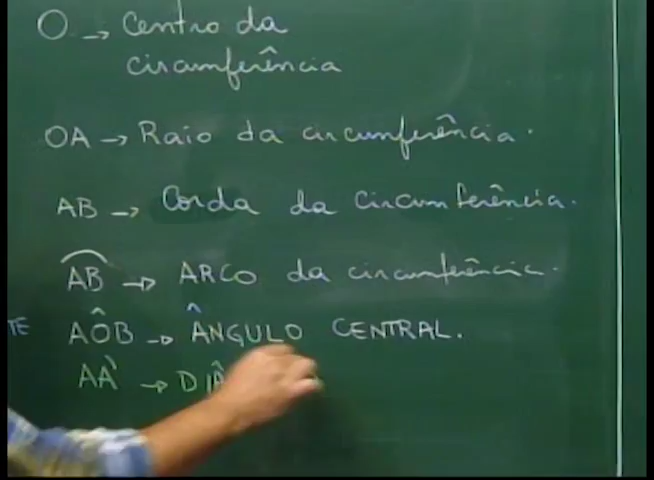 O → Centro da
circunferência
OA → Raio da circunferência.
AB → Corda da circunferência.
AB → ARCO da circunferência.
TE AÔB → ÂNGULO CENTRAL.
AA' → DIÂ